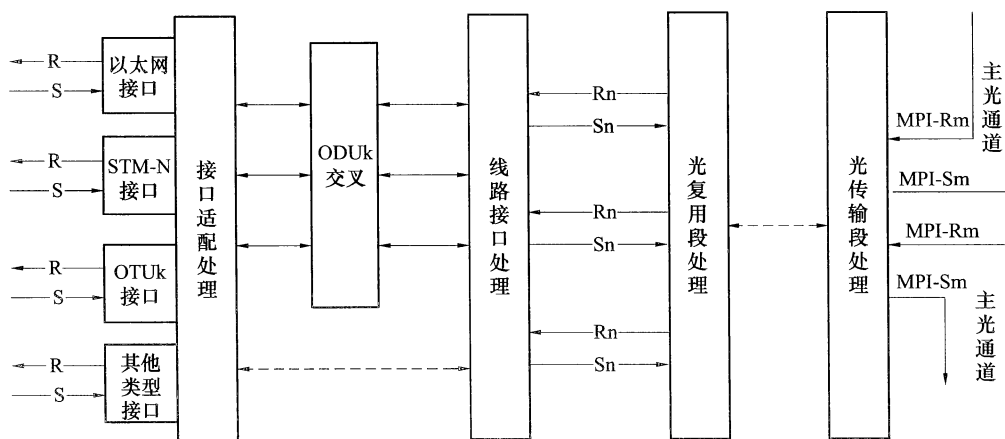 R
S
以太网
接口
R
S
STM-N
接口
R
S
OTUk
接口
R
S
其他
类型
接口
接口适配处理
ODUk
交叉
线路接口处理
Rn
Sn
Rn
Sn
Rn
Sn
光复用段处理
光传输段处理
主光通道
MPI-Rm
MPI-Sm
MPI-Rm
MPI-Sm
主光通道